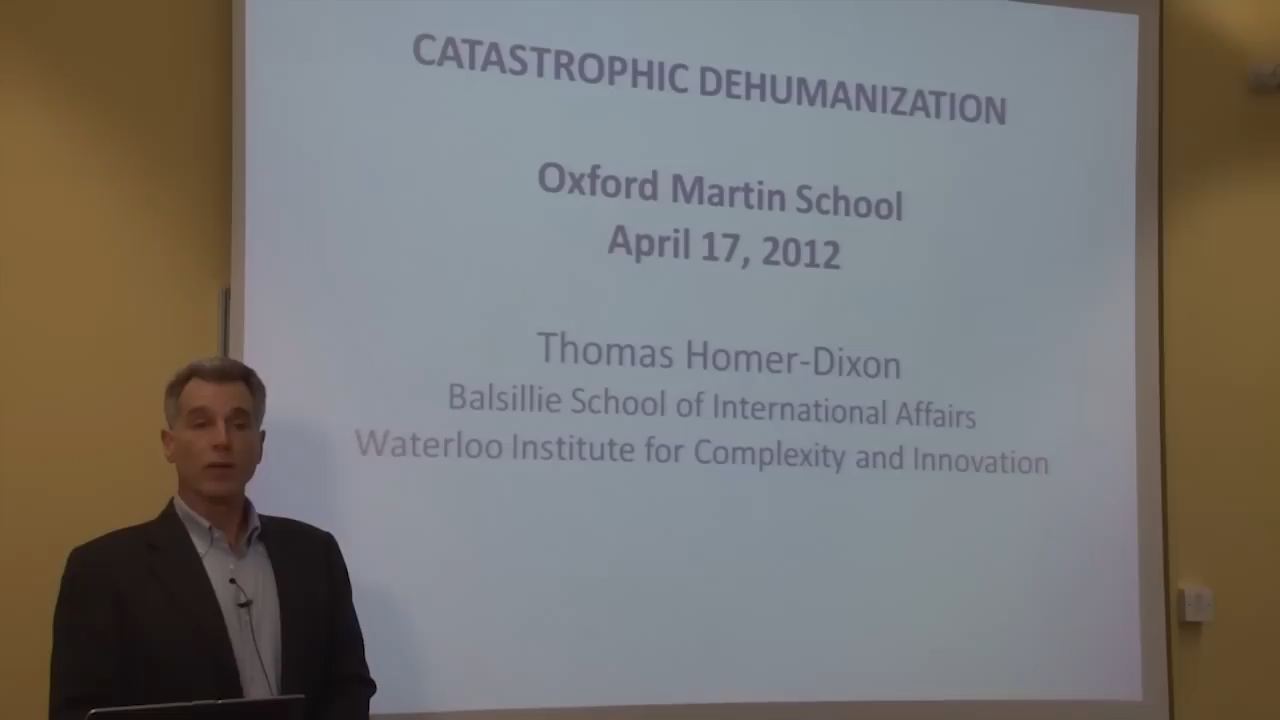 CATASTROPHIC DEHUMANIZATION
Oxford Martin School
April 17, 2012
Thomas Homer-Dixon
Balsillie School of International Affairs
Waterloo Institute for Complexity and Innovation